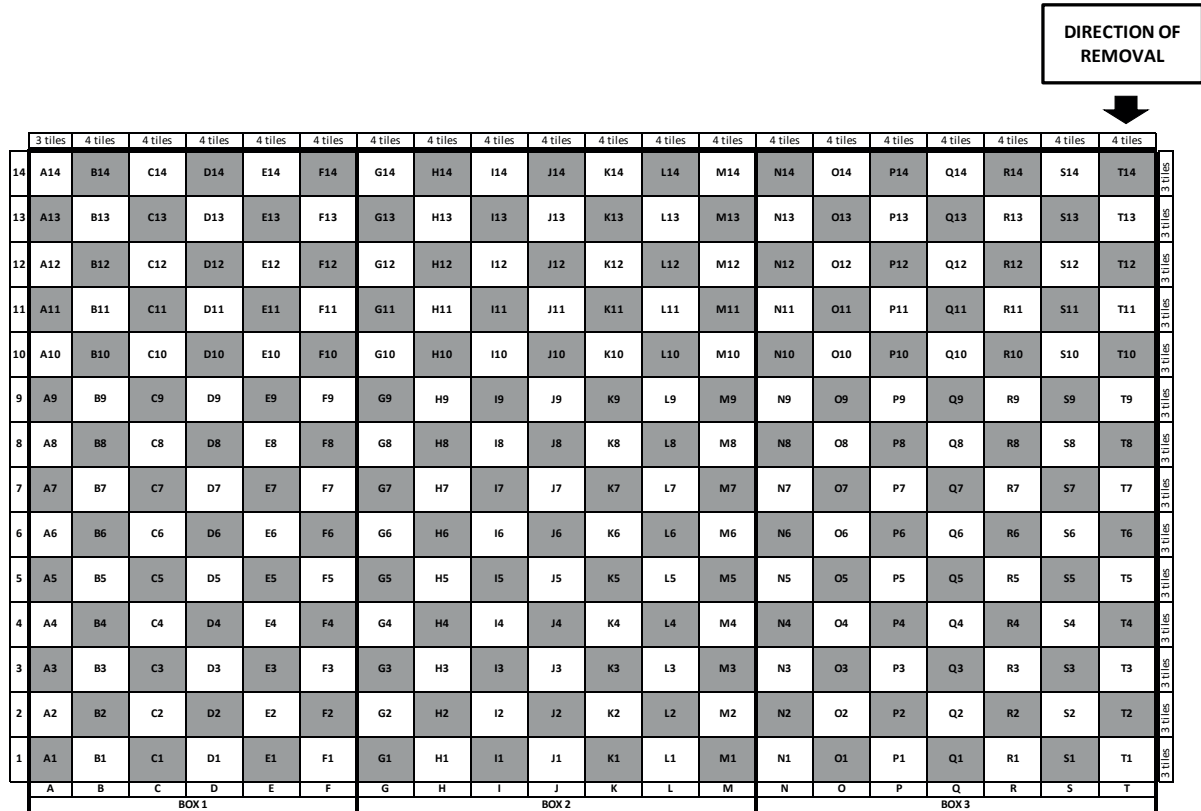 DIRECTION OF
REMOVAL
3 tiles 4 tiles 4 tiles 4 tiles 4 tiles 4 tiles 4 tiles 4 tiles 4 tiles 4 tiles 4 tiles 4 tiles 4 tiles 4 tiles 4 tiles 4 tiles 4 tiles 4 tiles 4 tiles 4 tiles
14 A14 B14 C14 D14 E14 F14 G14 H14 I14 J14 K14 L14 M14 N14 O14 P14 Q14 R14 S14 T14 3 tiles
13 A13 B13 C13 D13 E13 F13 G13 H13 I13 J13 K13 L13 M13 N13 O13 P13 Q13 R13 S13 T13 3 tiles
12 A12 B12 C12 D12 E12 F12 G12 H12 I12 J12 K12 L12 M12 N12 O12 P12 Q12 R12 S12 T12 3 tiles
11 A11 B11 C11 D11 E11 F11 G11 H11 I11 J11 K11 L11 M11 N11 O11 P11 Q11 R11 S11 T11 3 tiles
10 A10 B10 C10 D10 E10 F10 G10 H10 I10 J10 K10 L10 M10 N10 O10 P10 Q10 R10 S10 T10 3 tiles
9 A9 B9 C9 D9 E9 F9 G9 H9 I9 J9 K9 L9 M9 N9 O9 P9 Q9 R9 S9 T9 3 tiles
8 A8 B8 C8 D8 E8 F8 G8 H8 I8 J8 K8 L8 M8 N8 O8 P8 Q8 R8 S8 T8 3 tiles
7 A7 B7 C7 D7 E7 F7 G7 H7 I7 J7 K7 L7 M7 N7 O7 P7 Q7 R7 S7 T7 3 tiles
6 A6 B6 C6 D6 E6 F6 G6 H6 I6 J6 K6 L6 M6 N6 O6 P6 Q6 R6 S6 T6 3 tiles
5 A5 B5 C5 D5 E5 F5 G5 H5 I5 J5 K5 L5 M5 N5 O5 P5 Q5 R5 S5 T5 3 tiles
4 A4 B4 C4 D4 E4 F4 G4 H4 I4 J4 K4 L4 M4 N4 O4 P4 Q4 R4 S4 T4 3 tiles
3 A3 B3 C3 D3 E3 F3 G3 H3 I3 J3 K3 L3 M3 N3 O3 P3 Q3 R3 S3 T3 3 tiles
2 A2 B2 C2 D2 E2 F2 G2 H2 I2 J2 K2 L2 M2 N2 O2 P2 Q2 R2 S2 T2 3 tiles
1 A1 B1 C1 D1 E1 F1 G1 H1 I1 J1 K1 L1 M1 N1 O1 P1 Q1 R1 S1 T1 3 tiles
A B C D E F G H I J K L M N O P Q R S T
BOX 1 BOX 2 BOX 3